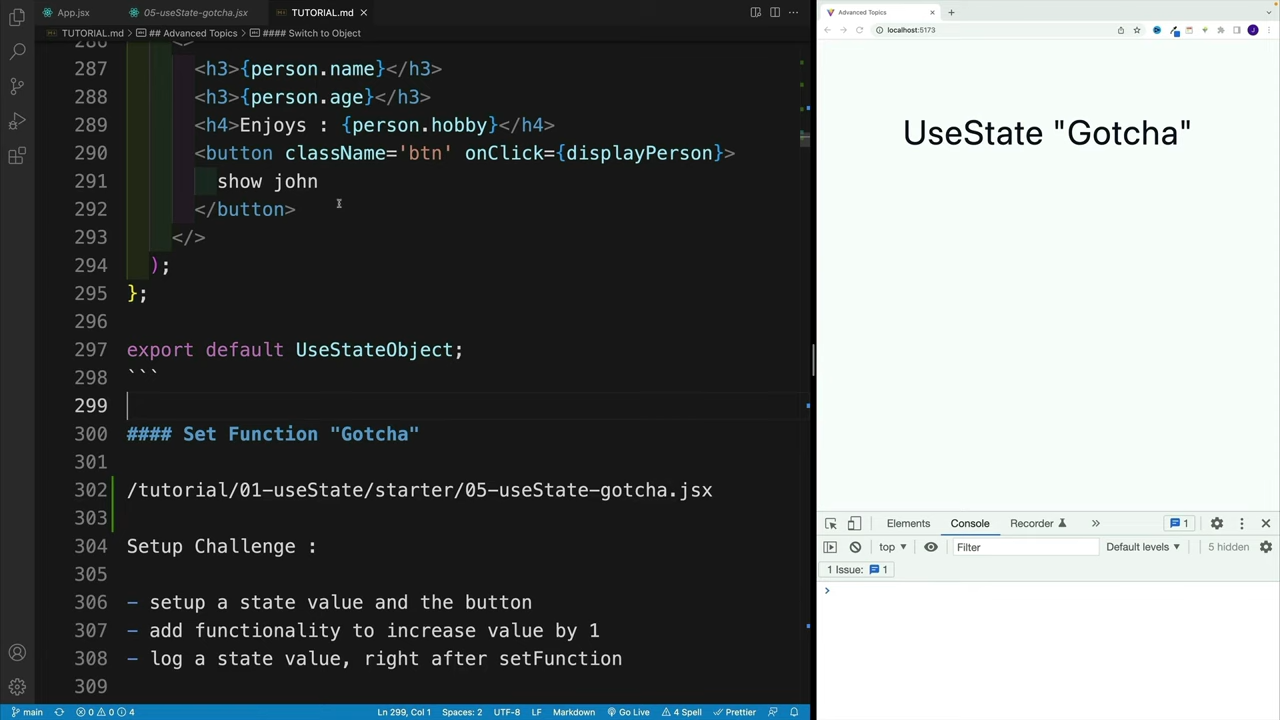 App.jsx
05-useState-gotcha.jsx
TUTORIAL.md
TUTORIAL.md > ## Advanced Topics > #### Switch to Object
286 <>
287 <h3>{person.name}</h3>
288 <h3>{person.age}</h3>
289 <h4>Enjoys : {person.hobby}</h4>
290 <button className='btn' onClick={displayPerson}>
291 show john
292 </button>
293 </>
294 );
295 };
296
297 export default UseStateObject;
298 ```
299
300 #### Set Function "Gotcha"
301
302 /tutorial/01-useState/starter/05-useState-gotcha.jsx
303
304 Setup Challenge :
305
306 - setup a state value and the button
307 - add functionality to increase value by 1
308 - log a state value, right after setFunction
309
main 0 0 4 Ln 299, Col 1 Spaces: 2 UTF-8 LF Markdown Go Live 4 Spell Prettier
Advanced Topics
localhost:5173
J
UseState "Gotcha"
Elements Console Recorder 1
top Filter Default levels 5 hidden
1 Issue: 1